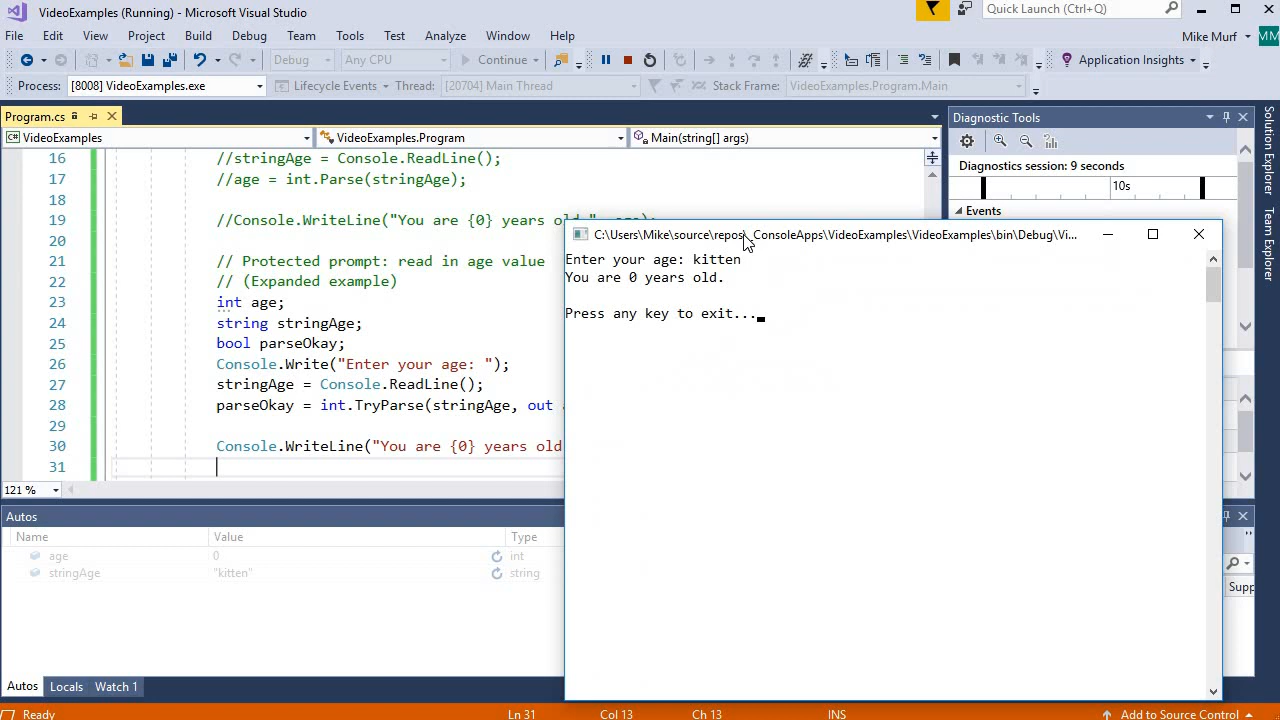 VideoExamples (Running) - Microsoft Visual Studio
Quick Launch (Ctrl+Q)
File Edit View Project Build Debug Team Tools Test Analyze Window Help
Mike Murf MM
Debug Any CPU Continue Application Insights
Process: [8008] VideoExamples.exe Lifecycle Events Thread: [20704] Main Thread Stack Frame: VideoExamples.Program.Main
Program.cs
VideoExamples VideoExamples.Program Main(string[] args)
16 //stringAge = Console.ReadLine();
17 //age = int.Parse(stringAge);
18
19 //Console.WriteLine("You are {0} years old.", age);
20
21 // Protected prompt: read in age value
22 // (Expanded example)
23 int age;
24 string stringAge;
25 bool parseOkay;
26 Console.Write("Enter your age: ");
27 stringAge = Console.ReadLine();
28 parseOkay = int.TryParse(stringAge, out
29
30 Console.WriteLine("You are {0} years old
31
121 %
Diagnostic Tools
Diagnostics session: 9 seconds
10s
Events
Solution Explorer
Team Explorer
C:\Users\Mike\source\repos\_ConsoleApps\VideoExamples\VideoExamples\bin\Debug\Vi...
Enter your age: kitten
You are 0 years old.
Press any key to exit...
Autos
Name Value Type
age 0 int
stringAge "kitten" string
Supp
Autos Locals Watch 1
Ready Ln 31 Col 13 Ch 13 INS Add to Source Control